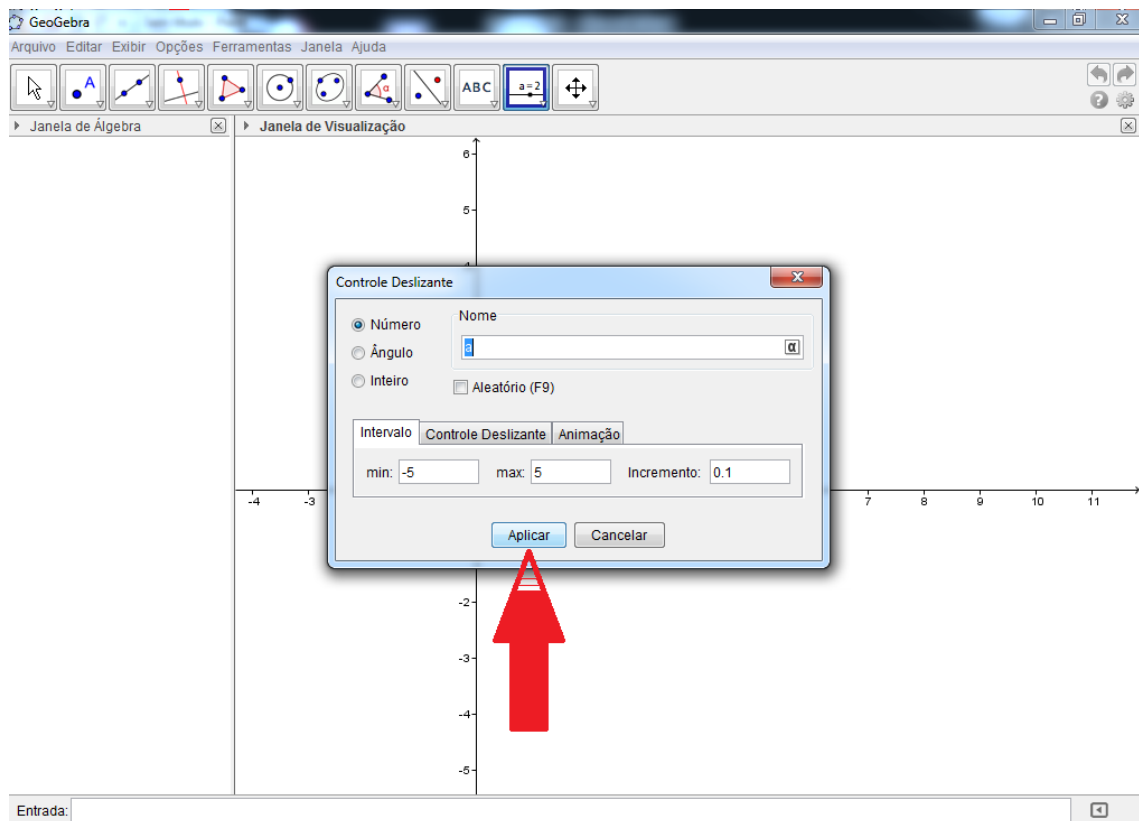 GeoGebra
Arquivo Editar Exibir Opções Ferramentas Janela Ajuda
A
α
ABC
a=2
Janela de Álgebra
Janela de Visualização
6
5
4
Controle Deslizante
Número
Ângulo
Inteiro
Nome
a
α
Aleatório (F9)
Intervalo Controle Deslizante Animação
min: -5 max: 5 Incremento: 0.1
-4 -3 7 8 9 10 11
Aplicar Cancelar
-2
-3
-4
-5
Entrada: